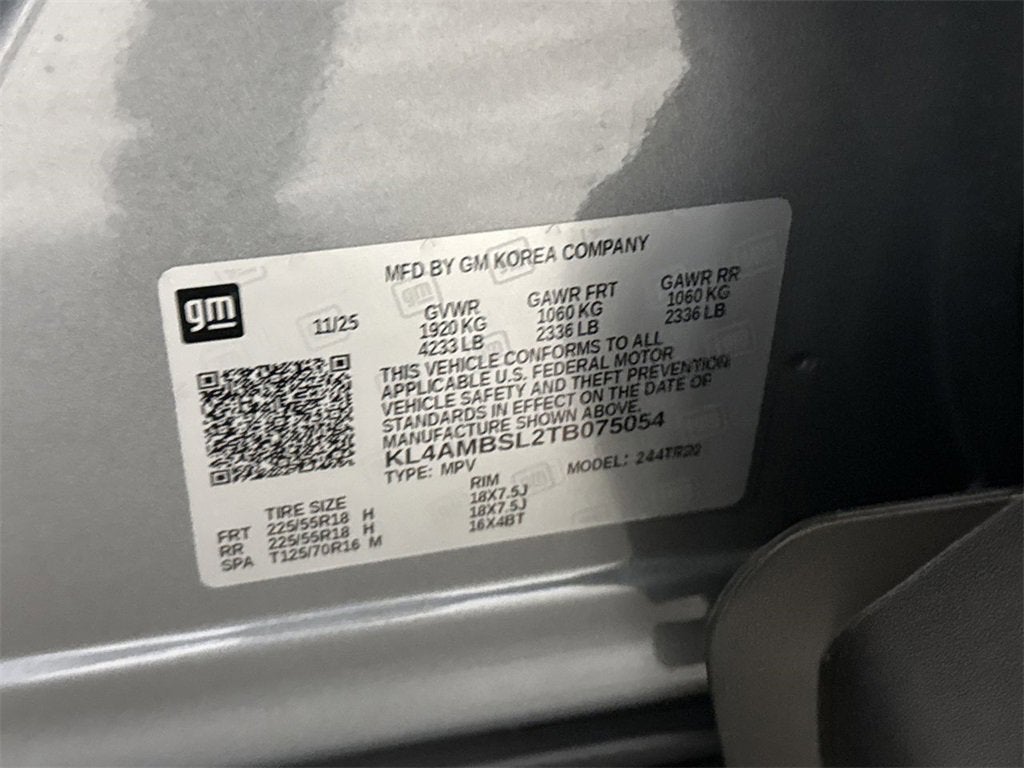 MFD BY GM KOREA COMPANY
gm
11/25
GVWR GAWR FRT GAWR RR
1920 KG 1060 KG 1060 KG
4233 LB 2336 LB 2336 LB
THIS VEHICLE CONFORMS TO ALL
APPLICABLE U.S. FEDERAL MOTOR
VEHICLE SAFETY AND THEFT PREVENTION
STANDARDS IN EFFECT ON THE DATE OF
MANUFACTURE SHOWN ABOVE.
KL4AMBSL2TB075054
TYPE: MPV MODEL:
TIRE SIZE RIM
FRT 225/55R18 H 18X7.5J
RR 225/55R18 H 18X7.5J
SPA T125/70R16 M 16X4BT